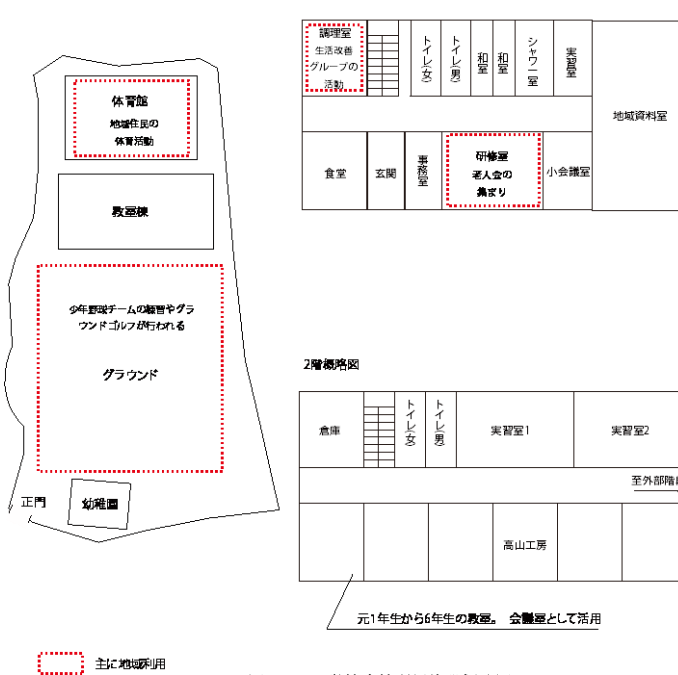 体育館
地域住民の
体育活動
教室棟
少年野球チームの練習やグラ
ウンドゴルフが行われる
グラウンド
正門
幼稚園
調理室
生活改善
グループの
活動
トイレ(女)
トイレ(男)
和室
和室
シャワー室
実習室
地域資料室
食堂
玄関
事務室
研修室
老人会の
集まり
小会議室
2階概略図
倉庫
トイレ(女)
トイレ(男)
実習室1
実習室2
至外部階段
高山工房
元1年生から6年生の教室。 会議室として活用
主に地域利用